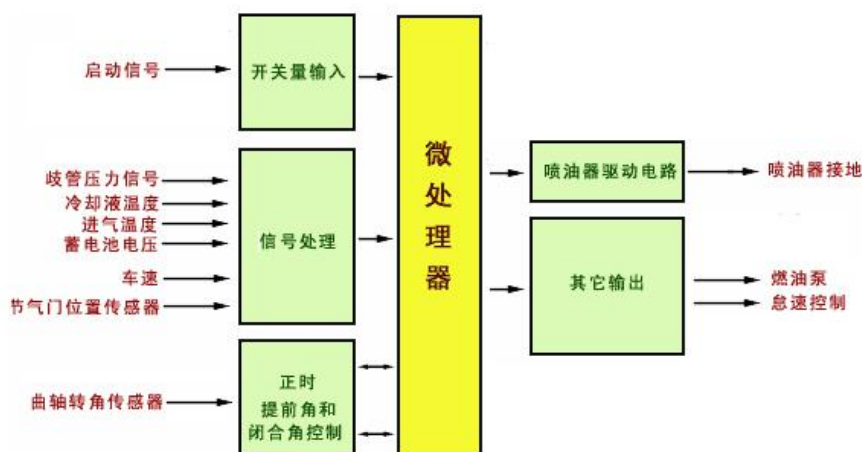 启动信号
开关量输入
歧管压力信号
冷却液温度
进气温度
蓄电池电压
车速
节气门位置传感器
信号处理
曲轴转角传感器
正时
提前角和
闭合角控制
微
处
理
器
喷油器驱动电路
喷油器接地
其它输出
燃油泵
怠速控制